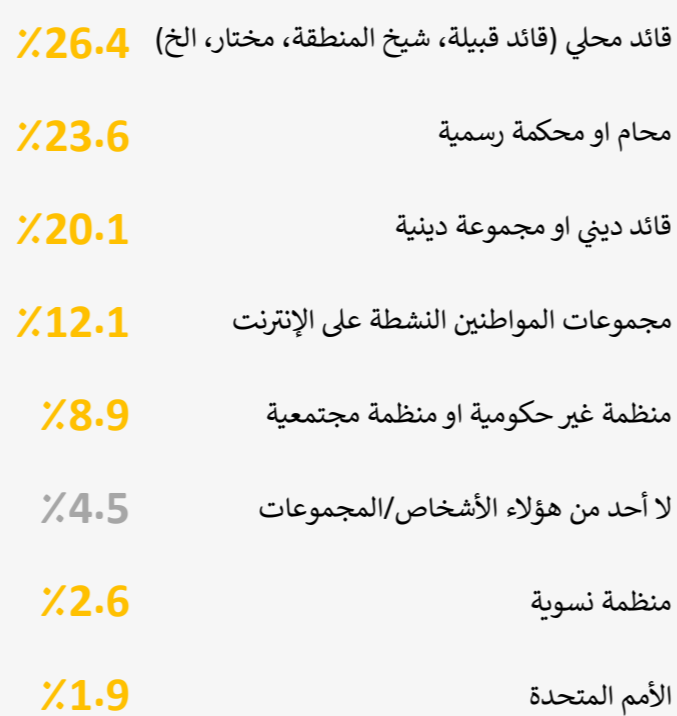 قائد محلي (قائد قبيلة، شيخ المنطقة، مختار، الخ) ٪26.4
محام او محكمة رسمية ٪23.6
قائد ديني او مجموعة دينية ٪20.1
مجموعات المواطنين النشطة على الإنترنت ٪12.1
منظمة غير حكومية او منظمة مجتمعية ٪8.9
لا أحد من هؤلاء الأشخاص/المجموعات ٪4.5
منظمة نسوية ٪2.6
الأمم المتحدة ٪1.9